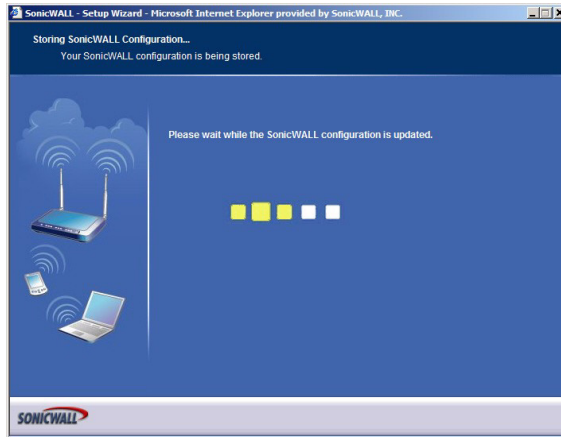 SonicWALL - Setup Wizard - Microsoft Internet Explorer provided by SonicWALL, INC.
Storing SonicWALL Configuration...
Your SonicWALL configuration is being stored.
Please wait while the SonicWALL configuration is updated.
SONICWALL